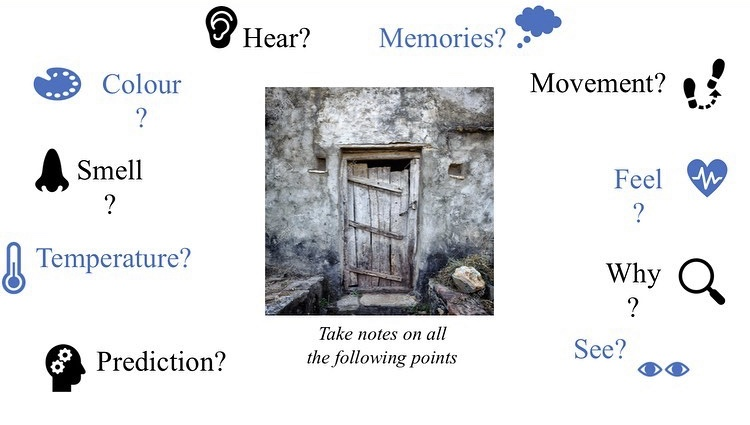 Hear?
Memories?
Colour
?
Movement?
Smell
?
Feel
?
Temperature?
Why
?
Take notes on all
the following points
See?
Prediction?